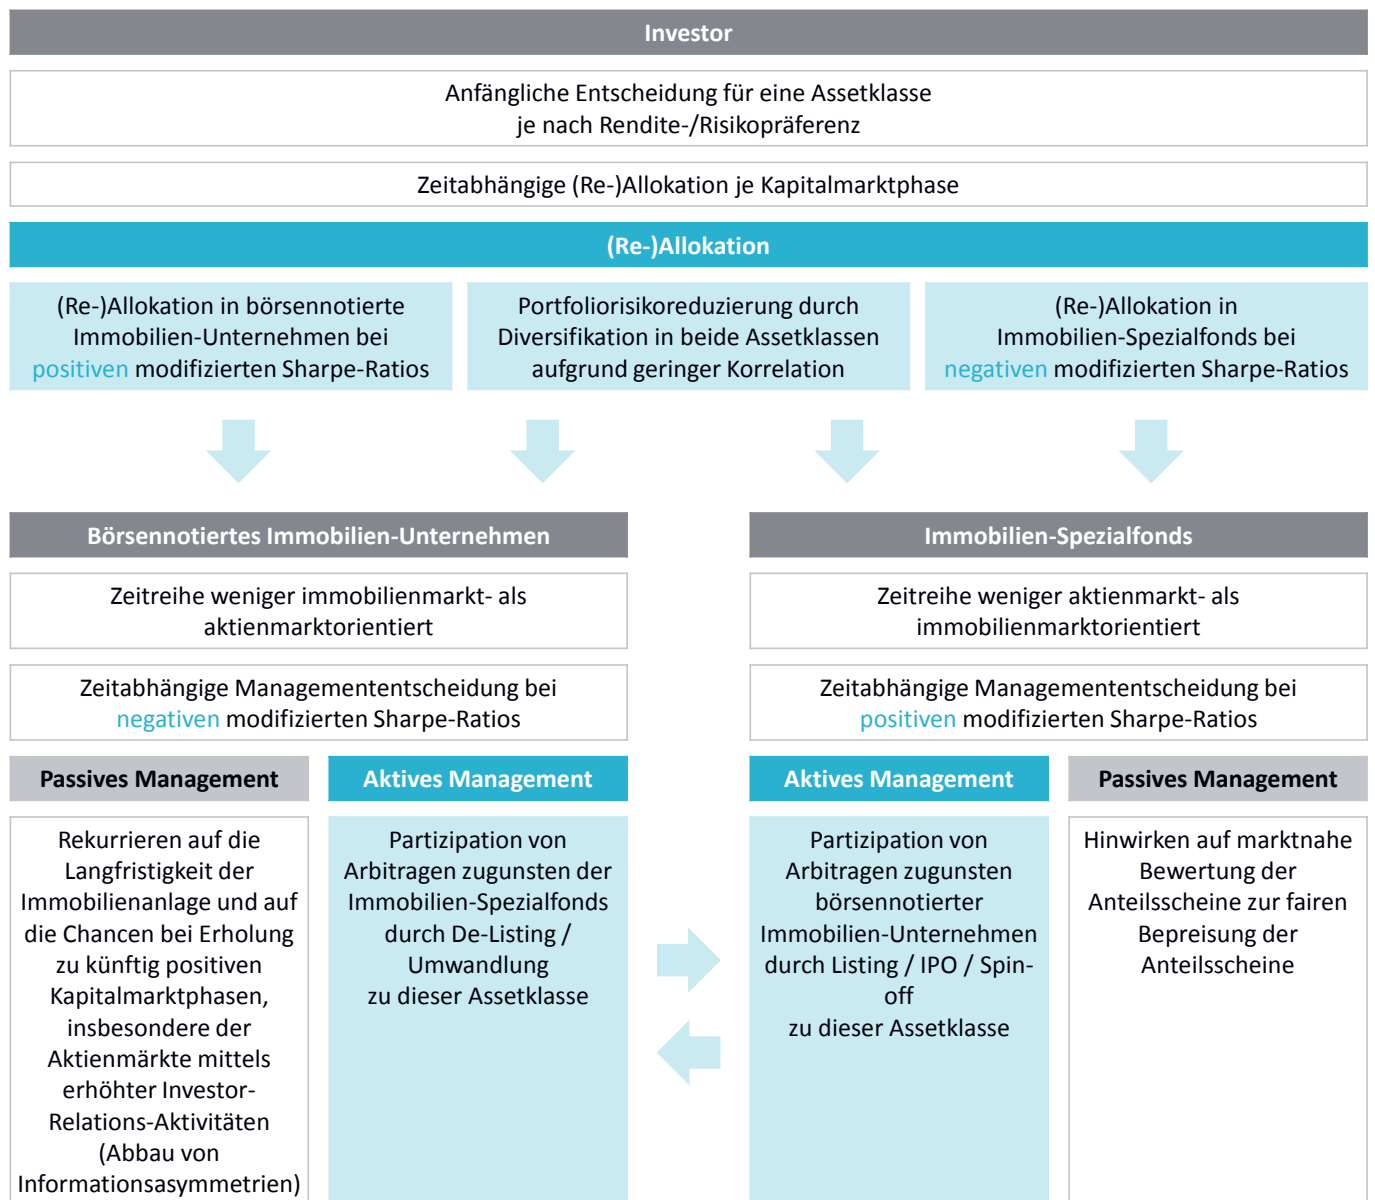 Investor
Anfängliche Entscheidung für eine Assetklasse
je nach Rendite-/Risikopräferenz
Zeitabhängige (Re-)Allokation je Kapitalmarktphase
(Re-)Allokation
(Re-)Allokation in börsennotierte
Immobilien-Unternehmen bei
positiven modifizierten Sharpe-Ratios
Portfoliorisikoreduzierung durch
Diversifikation in beide Assetklassen
aufgrund geringer Korrelation
(Re-)Allokation in
Immobilien-Spezialfonds bei
negativen modifizierten Sharpe-Ratios
Börsennotiertes Immobilien-Unternehmen
Zeitreihe weniger immobilienmarkt- als
aktienmarktorientiert
Zeitabhängige Managemententscheidung bei
negativen modifizierten Sharpe-Ratios
Passives Management
Rekurrieren auf die
Langfristigkeit der
Immobilienanlage und auf
die Chancen bei Erholung
zu künftig positiven
Kapitalmarktphasen,
insbesondere der
Aktienmärkte mittels
erhöhter Investor-
Relations-Aktivitäten
(Abbau von
Informationsasymmetrien)
Aktives Management
Partizipation von
Arbitragen zugunsten der
Immobilien-Spezialfonds
durch De-Listing /
Umwandlung
zu dieser Assetklasse
Immobilien-Spezialfonds
Zeitreihe weniger aktienmarkt- als
immobilienmarktorientiert
Zeitabhängige Managemententscheidung bei
positiven modifizierten Sharpe-Ratios
Aktives Management
Partizipation von
Arbitragen zugunsten
börsennotierter
Immobilien-Unternehmen
durch Listing / IPO / Spin-
off
zu dieser Assetklasse
Passives Management
Hinwirken auf marktnahe
Bewertung der
Anteilsscheine zur fairen
Bepreisung der
Anteilsscheine